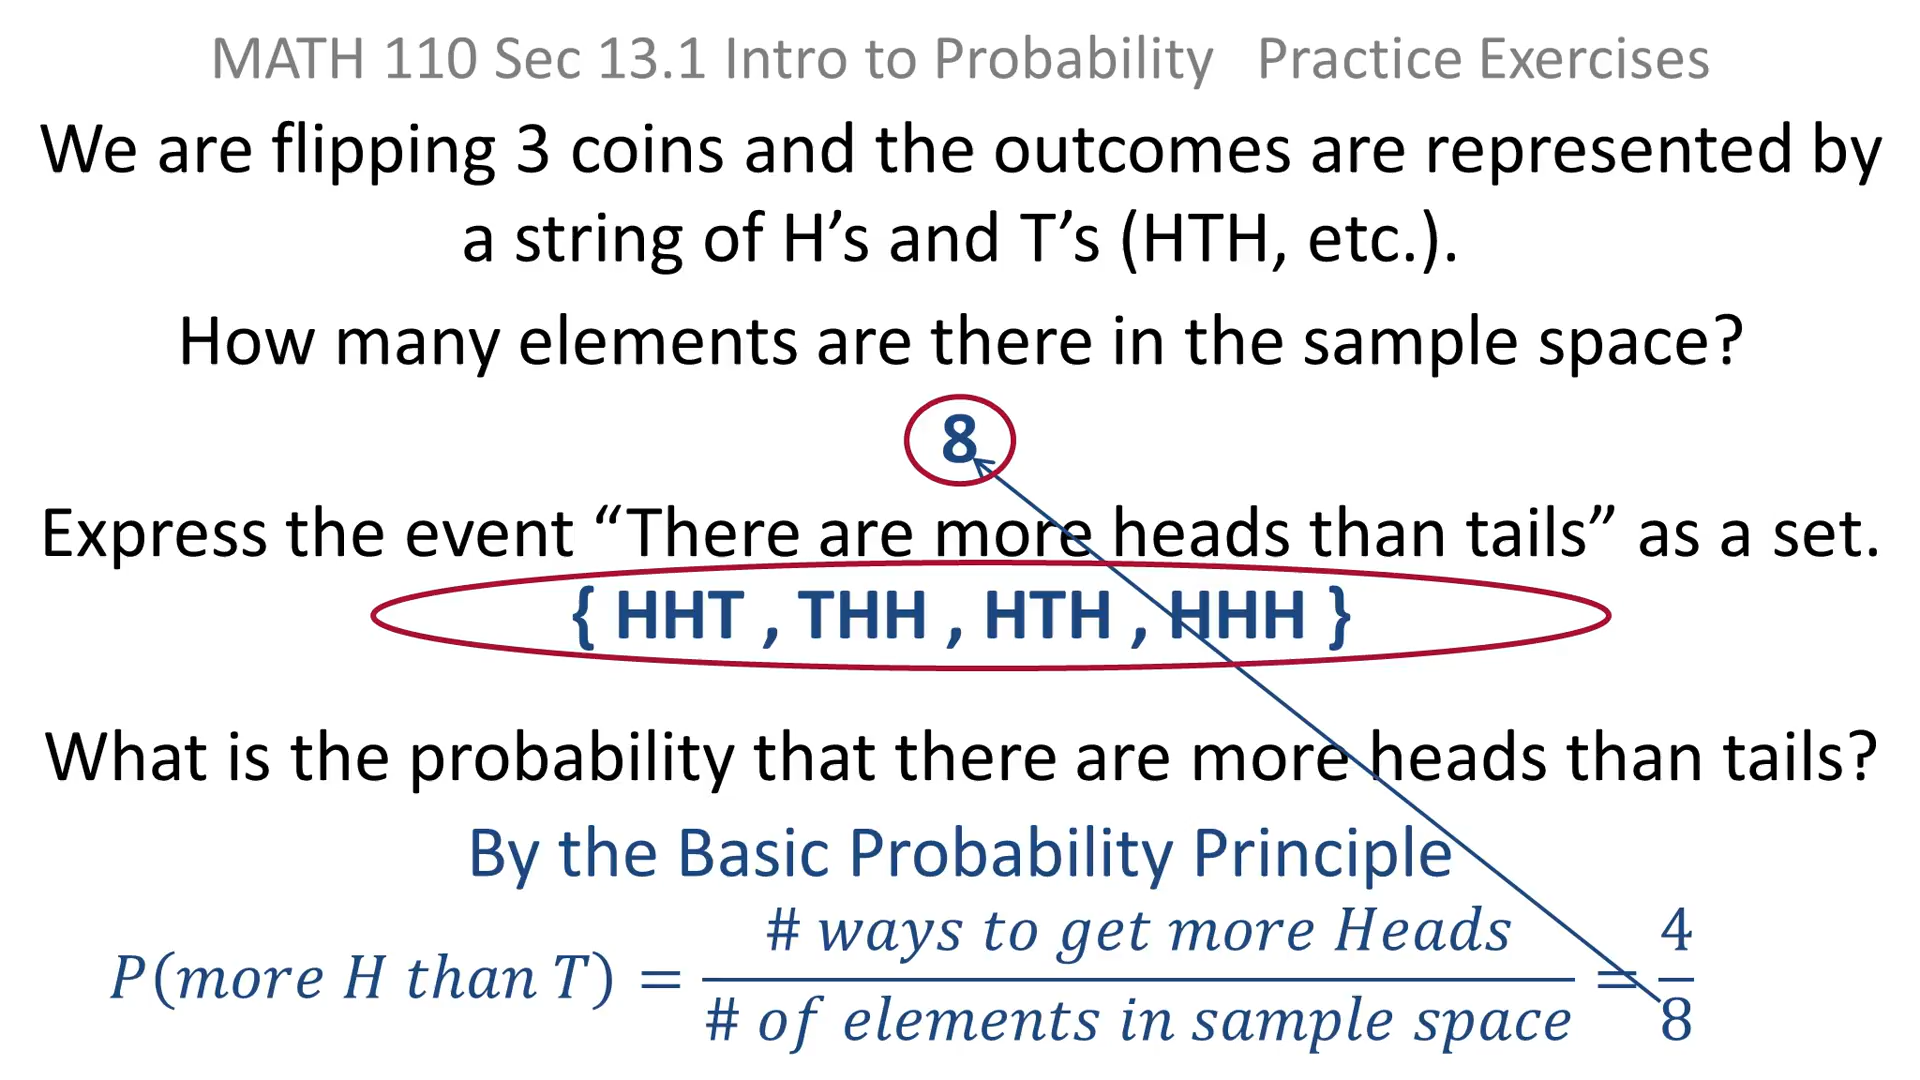 MATH 110 Sec 13.1 Intro to Probability Practice Exercises
We are flipping 3 coins and the outcomes are represented by
a string of H’s and T’s (HTH, etc.).
How many elements are there in the sample space?
8
Express the event “There are more heads than tails” as a set.
{ HHT , THH , HTH , HHH }
What is the probability that there are more heads than tails?
By the Basic Probability Principle
P(more H than T) = # ways to get more Heads / # of elements in sample space = 4/8